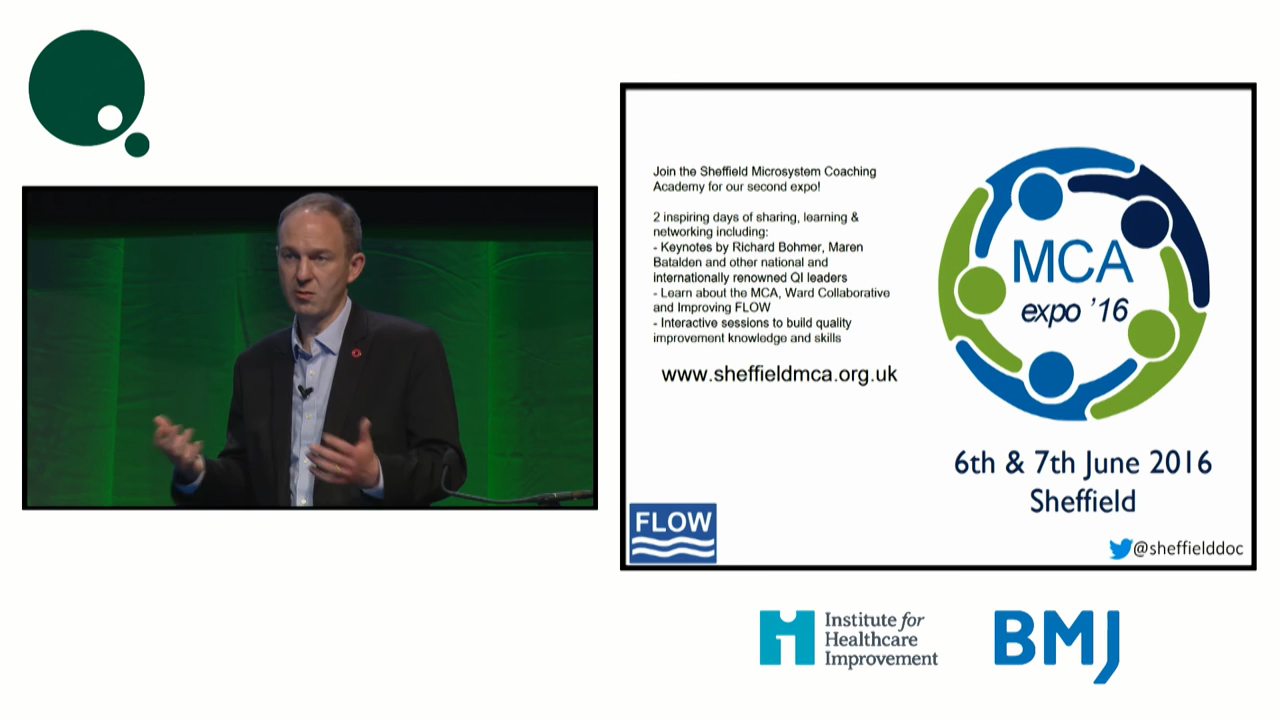 Join the Sheffield Microsystem Coaching
Academy for our second expo!
2 inspiring days of sharing, learning &
networking including:
- Keynotes by Richard Bohmer, Maren
Batalden and other national and
internationally renowned QI leaders
- Learn about the MCA, Ward Collaborative
and Improving FLOW
- Interactive sessions to build quality
improvement knowledge and skills
www.sheffieldmca.org.uk
MCA
expo '16
6th & 7th June 2016
Sheffield
FLOW
@sheffielddoc
Institute for
Healthcare
Improvement
BMJ